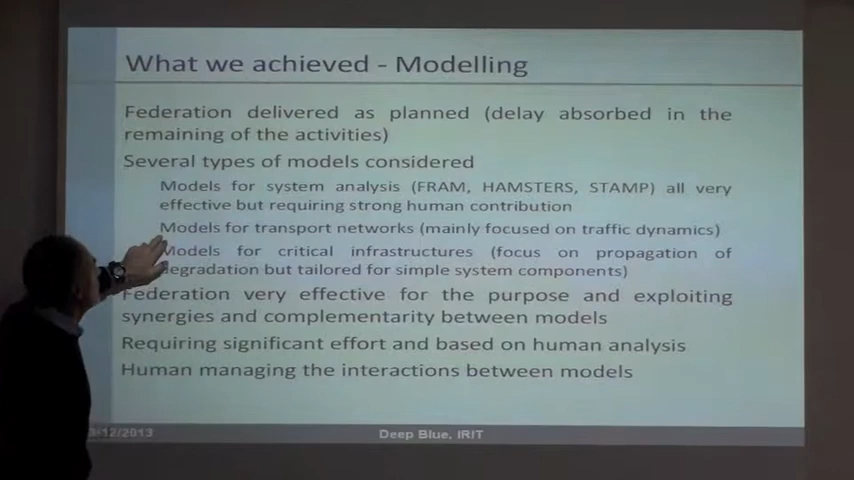 What we achieved - Modelling
Federation delivered as planned (delay absorbed in the
remaining of the activities)
Several types of models considered
Models for system analysis (FRAM, HAMSTERS, STAMP) all very
effective but requiring strong human contribution
Models for transport networks (mainly focused on traffic dynamics)
Models for critical infrastructures (focus on propagation of
degradation but tailored for simple system components)
Federation very effective for the purpose and exploiting
synergies and complementarity between models
Requiring significant effort and based on human analysis
Human managing the interactions between models
/12/2013
Deep Blue, IRIT